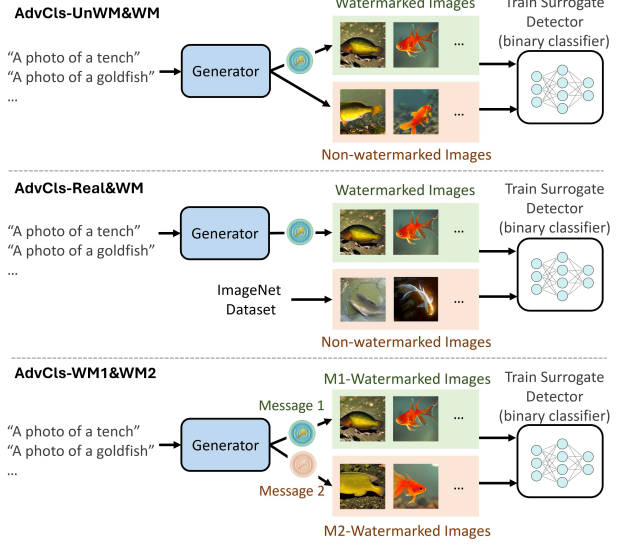 AdvCls-UnWM&WM
Watermarked Images
Train Surrogate
Detector
(binary classifier)
“A photo of a tench”
“A photo of a goldfish”
...
Generator
...
...
Non-watermarked Images
AdvCls-Real&WM
Watermarked Images
Train Surrogate
Detector
(binary classifier)
“A photo of a tench”
“A photo of a goldfish”
...
Generator
...
ImageNet
Dataset
...
Non-watermarked Images
AdvCls-WM1&WM2
M1-Watermarked Images
Train Surrogate
Detector
(binary classifier)
Message 1
“A photo of a tench”
“A photo of a goldfish”
...
Generator
...
Message 2
...
M2-Watermarked Images